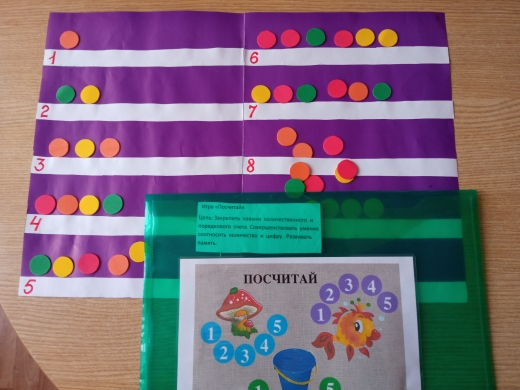 1
6
2
7
3
8
4
5
Игра «Посчитай»
Цель: Закрепить навыки количественного и
порядкового счета. Совершенствовать умение
соотносить количество и цифру. Развивать
память.
ПОСЧИТАЙ
1 2 3 4 5
1 2 3 4 5
1 5